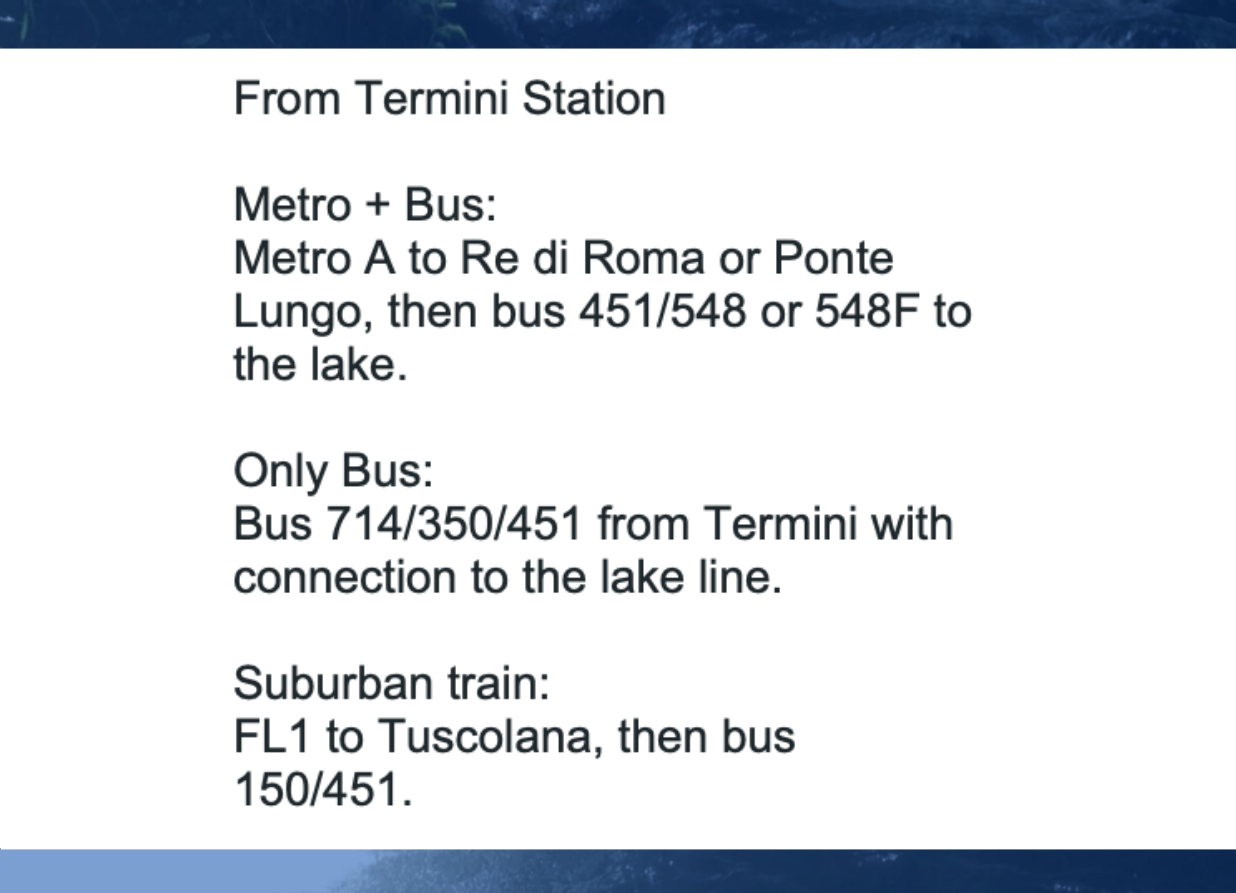 From Termini Station
Metro + Bus:
Metro A to Re di Roma or Ponte
Lungo, then bus 451/548 or 548F to
the lake.
Only Bus:
Bus 714/350/451 from Termini with
connection to the lake line.
Suburban train:
FL1 to Tuscolana, then bus
150/451.